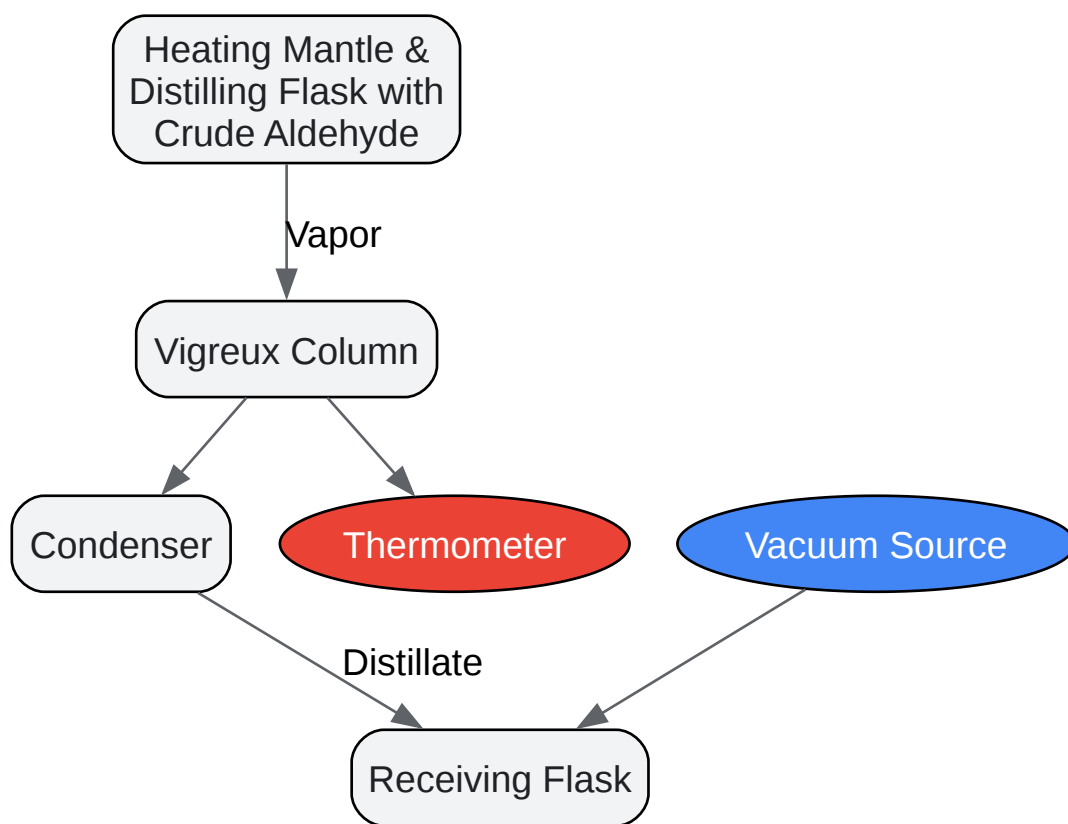 Heating Mantle &
Distilling Flask with
Crude Aldehyde
Vapor
Vigreux Column
Condenser
Thermometer
Vacuum Source
Distillate
Receiving Flask